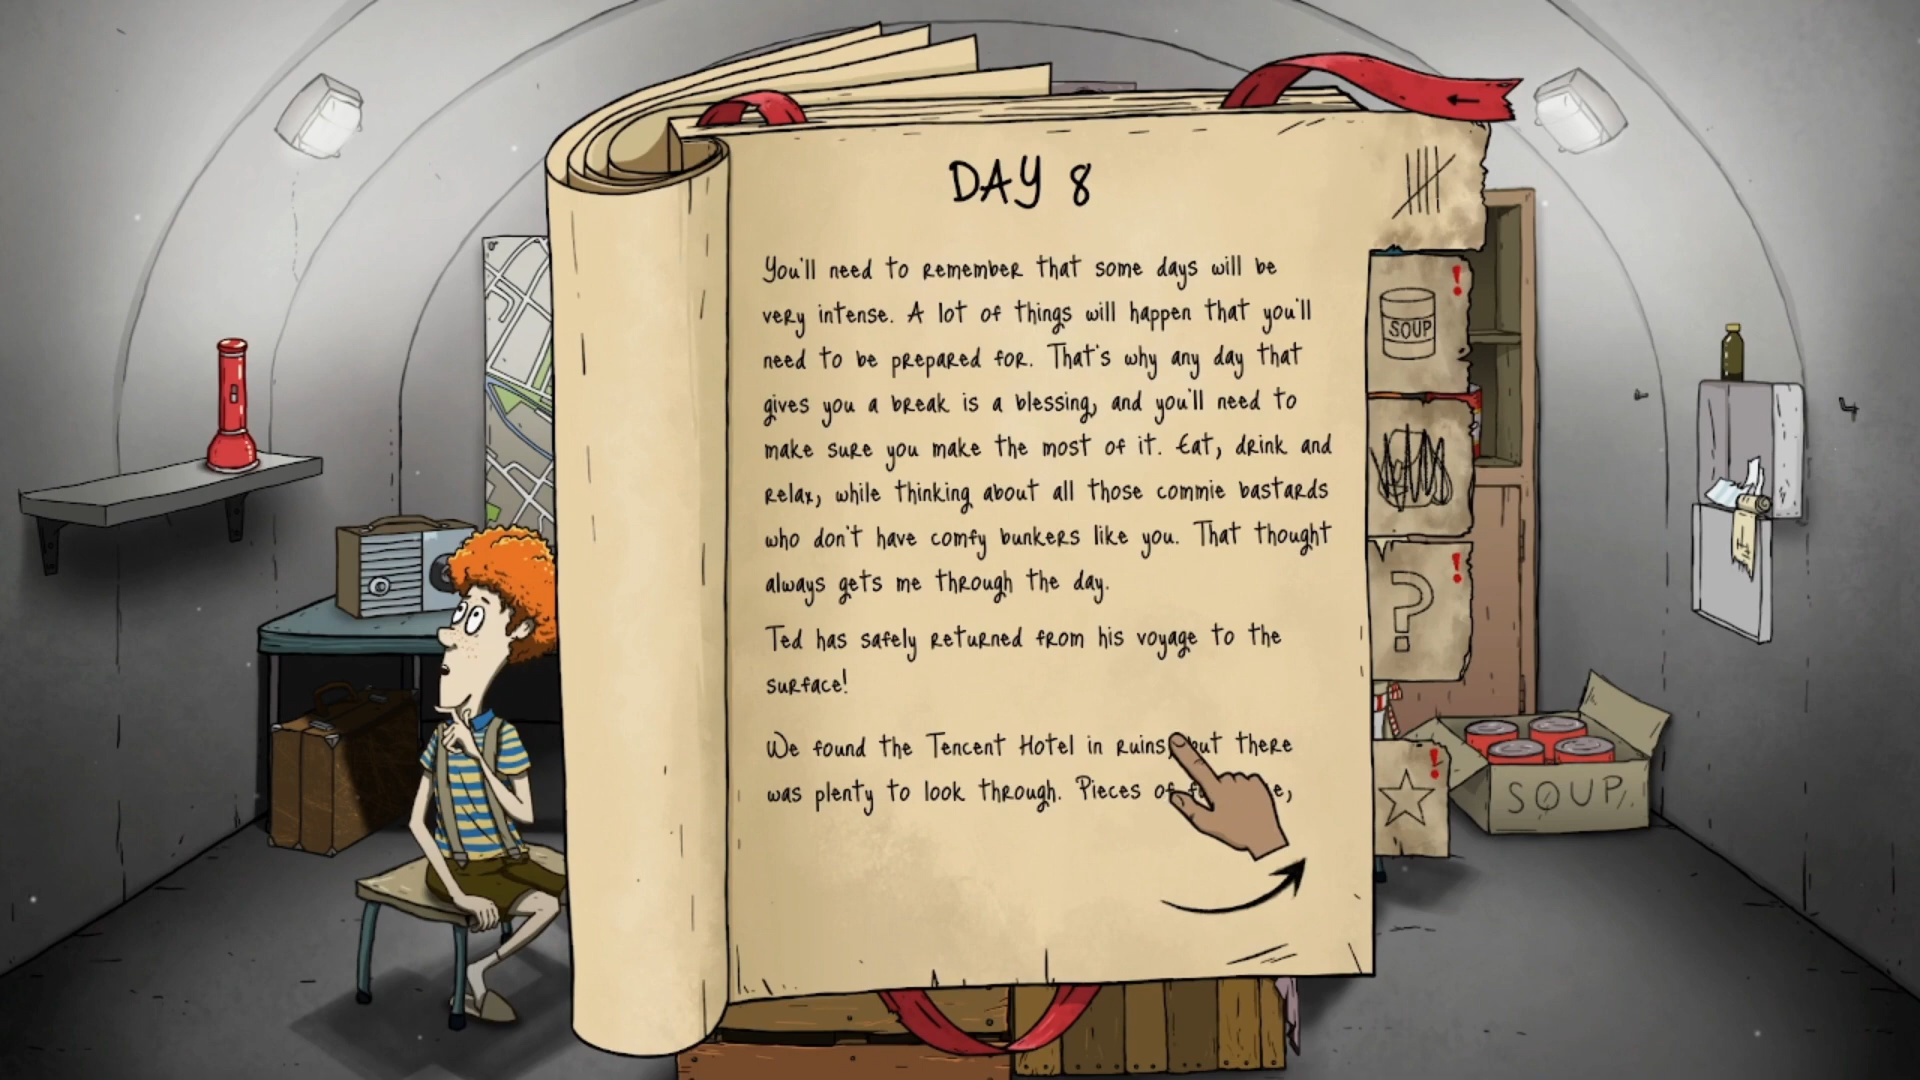 DAY 8
You'll need to remember that some days will be
very intense. A lot of things will happen that you'll
need to be prepared for. That's why any day that
gives you a break is a blessing, and you'll need to
make sure you make the most of it. Eat, drink and
relax, while thinking about all those commie bastards
who don't have comfy bunkers like you. That thought
always gets me through the day.
Ted has safely returned from his voyage to the
surface!
We found the Tencent Hotel in ruins, but there
was plenty to look through. Pieces of
SOUP
SOUP